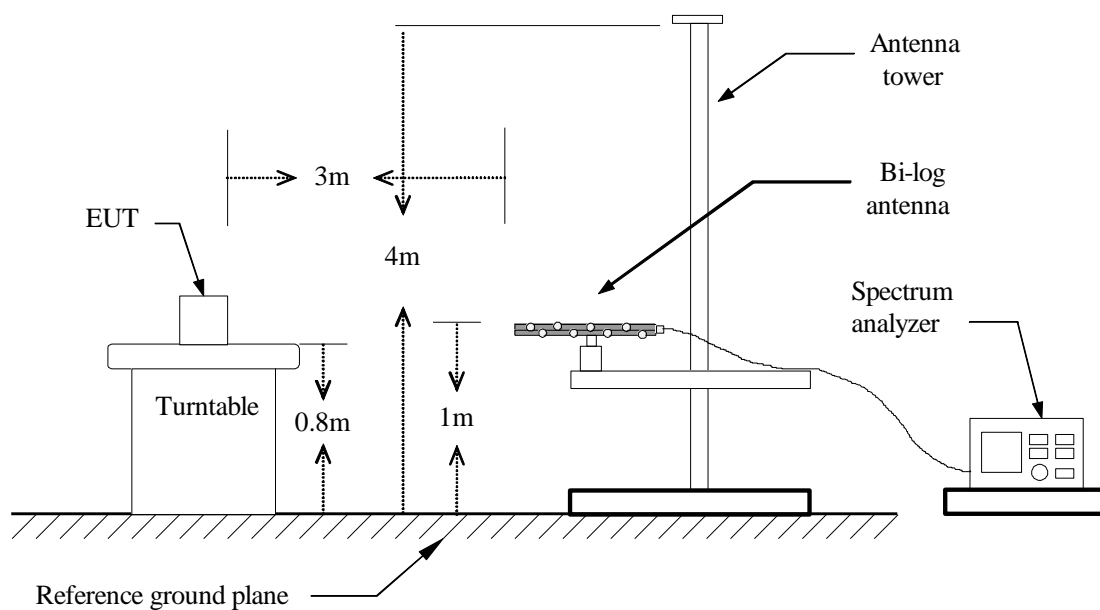 Antenna
tower
3m
Bi-log
antenna
EUT
4m
Spectrum
analyzer
Turntable
0.8m
1m
Reference ground plane